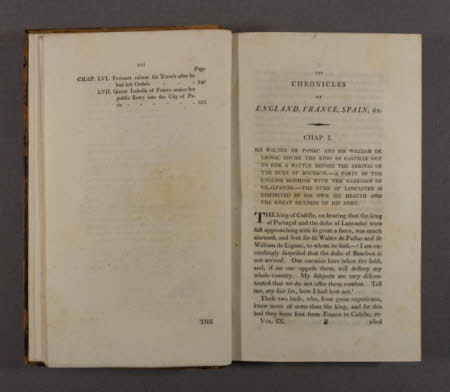 xvi
Page
CHAP. LVI. Froissart relates his Travels after he
had left Orthès - - - 540
LVII. Queen Isabella of France makes her
public Entry into the City of Pa-
ris - - - - - - 555
THE
THE
CHRONICLES
OF
ENGLAND, FRANCE, SPAIN, &c.
CHAP. I.
SIR WALTER DE PASSAC AND SIR WILLIAM DE
LIGNAC ADVISE THE KING OF CASTILLE NOT
TO RISK A BATTLE BEFORE THE ARRIVAL OF
THE DUKE OF BOURBON.—A PARTY OF THE
ENGLISH SKIRMISH WITH THE GARRISON OF
VILALPANDO.—THE DUKE OF LANCASTER IS
DISPIRITED BY HIS OWN ILL HEALTH AND
THE GREAT SICKNESS OF HIS ARMY.
THE king of Castille, on hearing that the king
of Portugal and the duke of Lancaster were
fast approaching with so great a force, was much
alarmed, and sent for sir Walter de Passac and sir
William de Lignac, to whom he said,—‘ I am ex-
ceedingly surprised that the duke of Bourbon is
not arrived. Our enemies have taken the field,
and, if no one oppose them, will destroy my
whole country. My subjects are very discon-
tented that we do not offer them combat. Tell
me, my fair sirs, how I had best act.’
These two lords, who, from great experience,
knew more of arms than the king, and for this
had they been sent from France to Castille, re-
VOL. IX. B plied